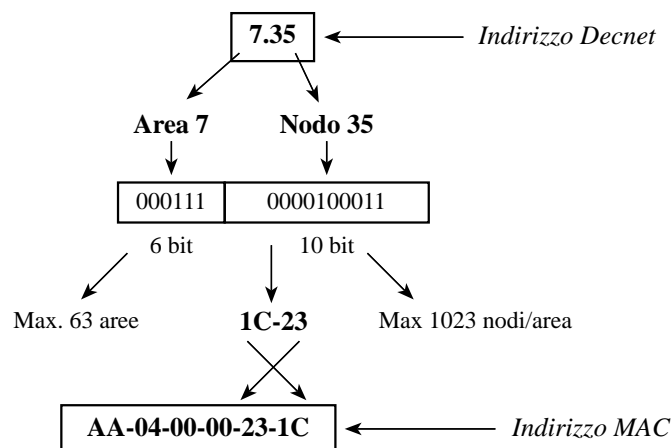 7.35 Indirizzo Decnet
Area 7 Nodo 35
000111 0000100011
6 bit 10 bit
Max. 63 aree 1C-23 Max 1023 nodi/area
AA-04-00-00-23-1C Indirizzo MAC